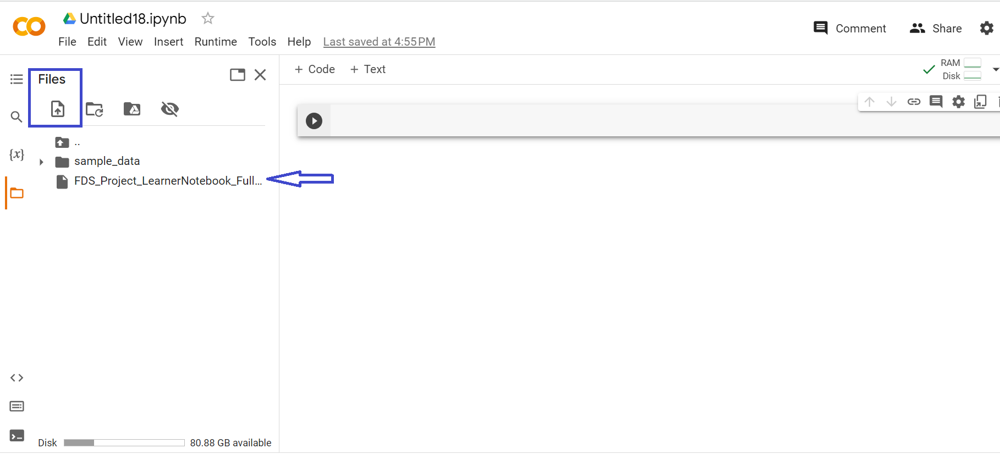 Untitled18.ipynb
File Edit View Insert Runtime Tools Help Last saved at 4:55 PM
Comment
Share
Files
+ Code + Text
RAM
Disk
..
{x}
sample_data
FDS_Project_LearnerNotebook_Full...
Disk 80.88 GB available